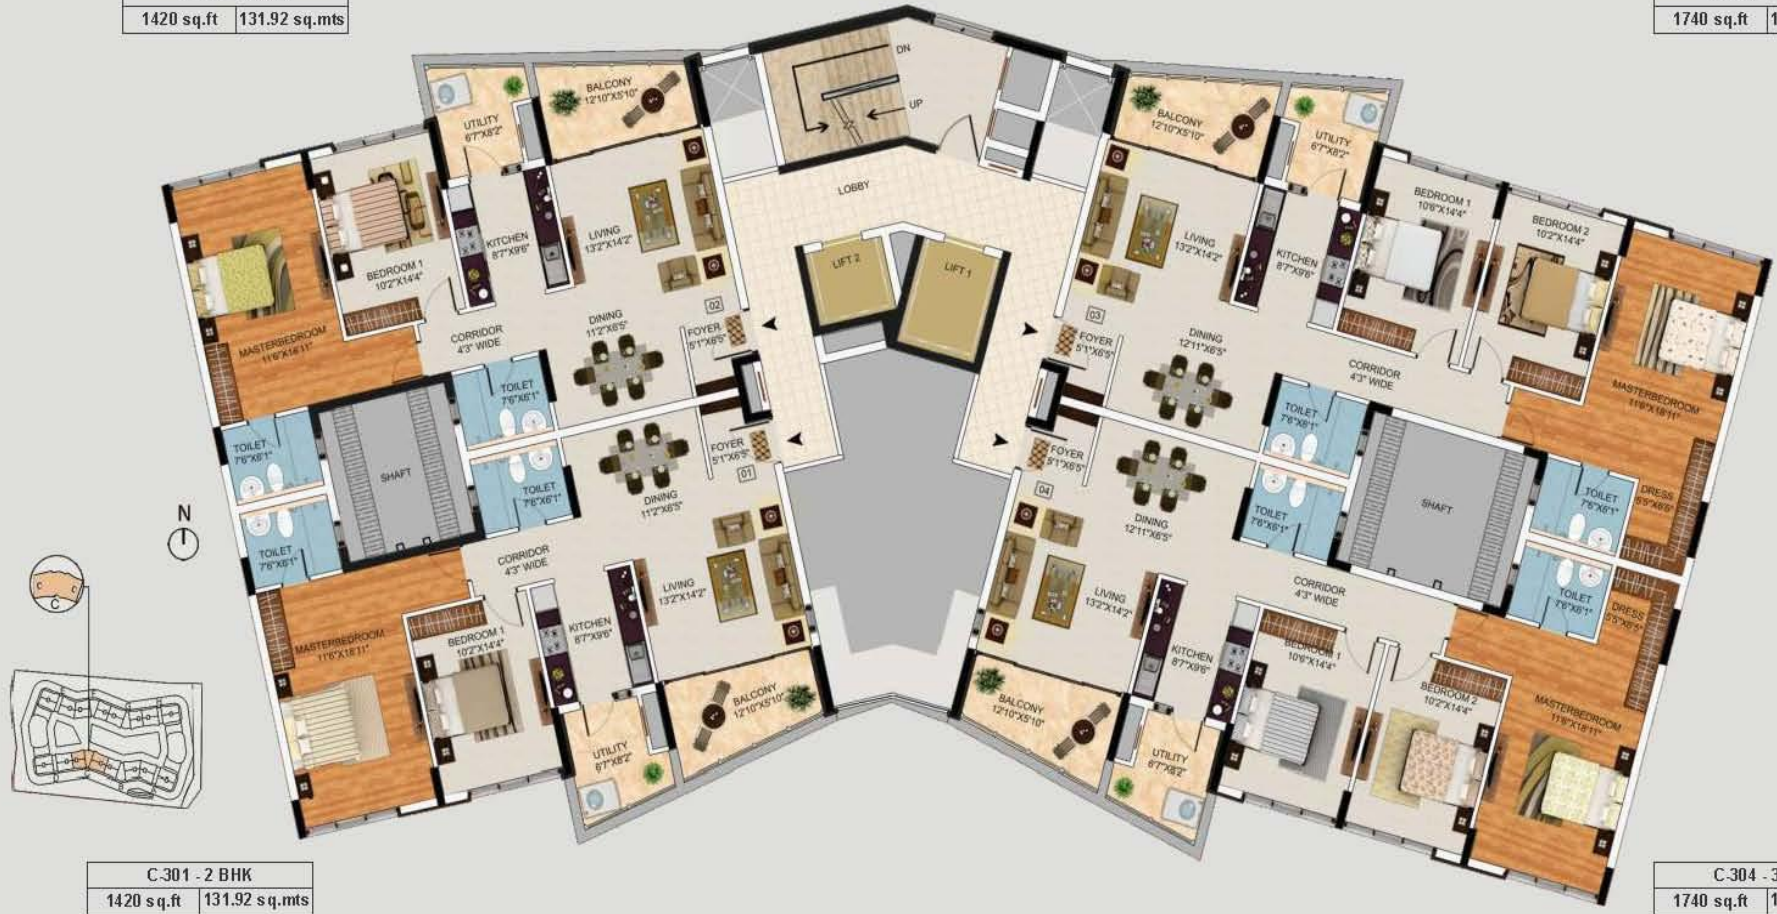 1420 sq.ft 131.92 sq.mts
1740 sq.ft 1
DN
UP
LOBBY
LIFT 2
LIFT 1
BALCONY
12'10"X5'10"
UTILITY
6'7"X8'2"
LIVING
13'2"X14'2"
KITCHEN
8'7"X9'6"
BEDROOM 1
10'2"X14'4"
MASTERBEDROOM
11'6"X16'11"
CORRIDOR
4'3" WIDE
DINING
11'2"X6'5"
02
FOYER
5'1"X6'5"
TOILET
7'6"X6'1"
TOILET
7'6"X6'1"
SHAFT
BALCONY
12'10"X5'10"
UTILITY
6'7"X8'2"
LIVING
13'2"X14'2"
KITCHEN
8'7"X9'6"
BEDROOM 1
10'6"X14'4"
BEDROOM 2
10'2"X14'4"
MASTERBEDROOM
11'6"X18'11"
03
FOYER
5'1"X6'5"
DINING
12'11"X6'5"
CORRIDOR
4'3" WIDE
TOILET
7'6"X6'1"
TOILET
7'6"X6'1"
DRESS
5'5"X6'5"
SHAFT
FOYER
5'1"X6'5"
01
DINING
11'2"X6'5"
TOILET
7'6"X6'1"
TOILET
7'6"X6'1"
CORRIDOR
4'3" WIDE
LIVING
13'2"X14'2"
KITCHEN
8'7"X9'6"
BEDROOM 1
10'2"X14'4"
MASTERBEDROOM
11'6"X18'11"
BALCONY
12'10"X5'10"
UTILITY
6'7"X8'2"
FOYER
5'1"X6'5"
04
DINING
12'11"X6'5"
TOILET
7'6"X6'1"
TOILET
7'6"X6'1"
DRESS
5'5"X6'5"
CORRIDOR
4'3" WIDE
LIVING
13'2"X14'2"
KITCHEN
8'7"X9'6"
BEDROOM 1
10'6"X14'4"
BEDROOM 2
10'2"X14'4"
MASTERBEDROOM
11'6"X18'11"
BALCONY
12'10"X5'10"
UTILITY
6'7"X8'2"
N
C C
C
C-301 - 2 BHK
1420 sq.ft 131.92 sq.mts
C-304 - 3
1740 sq.ft 1